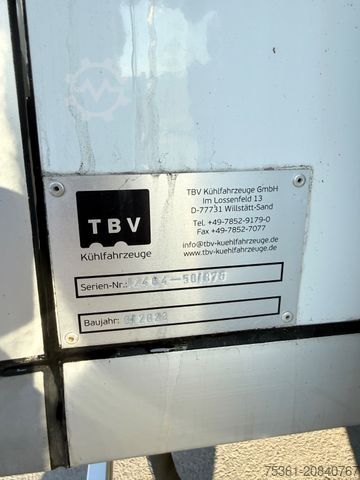 TBV
Kühlfahrzeuge
TBV Kühlfahrzeuge GmbH
Im Lossenfeld 13
D-77731 Willstätt-Sand
Tel. +49-7852-9179-0
Fax +49-7852-7077
info@tbv-kuehlfahrzeuge.de
www.tbv-kuehlfahrzeuge.de
Serien-Nr.:
Baujahr:
75361-20840767